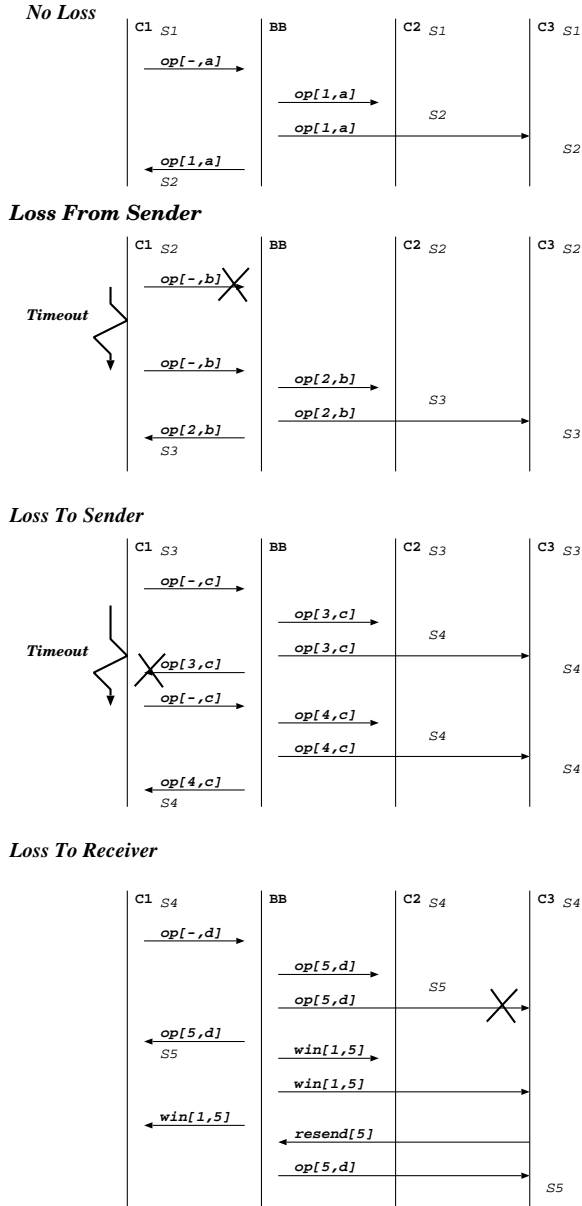 No Loss
C1 S1 BB C2 S1 C3 S1
op[-,a]
op[1,a]
S2
op[1,a]
S2
op[1,a]
S2
Loss From Sender
C1 S2 BB C2 S2 C3 S2
op[-,b]
Timeout
op[-,b]
op[2,b]
S3
op[2,b]
op[2,b]
S3
S3
Loss To Sender
C1 S3 BB C2 S3 C3 S3
op[-,c]
op[3,c]
S4
Timeout
op[3,c]
op[3,c]
S4
op[-,c]
op[4,c]
S4
op[4,c]
S4
op[4,c]
S4
Loss To Receiver
C1 S4 BB C2 S4 C3 S4
op[-,d]
op[5,d]
S5
op[5,d]
op[5,d]
S5
win[1,5]
win[1,5]
win[1,5]
resend[5]
op[5,d]
S5